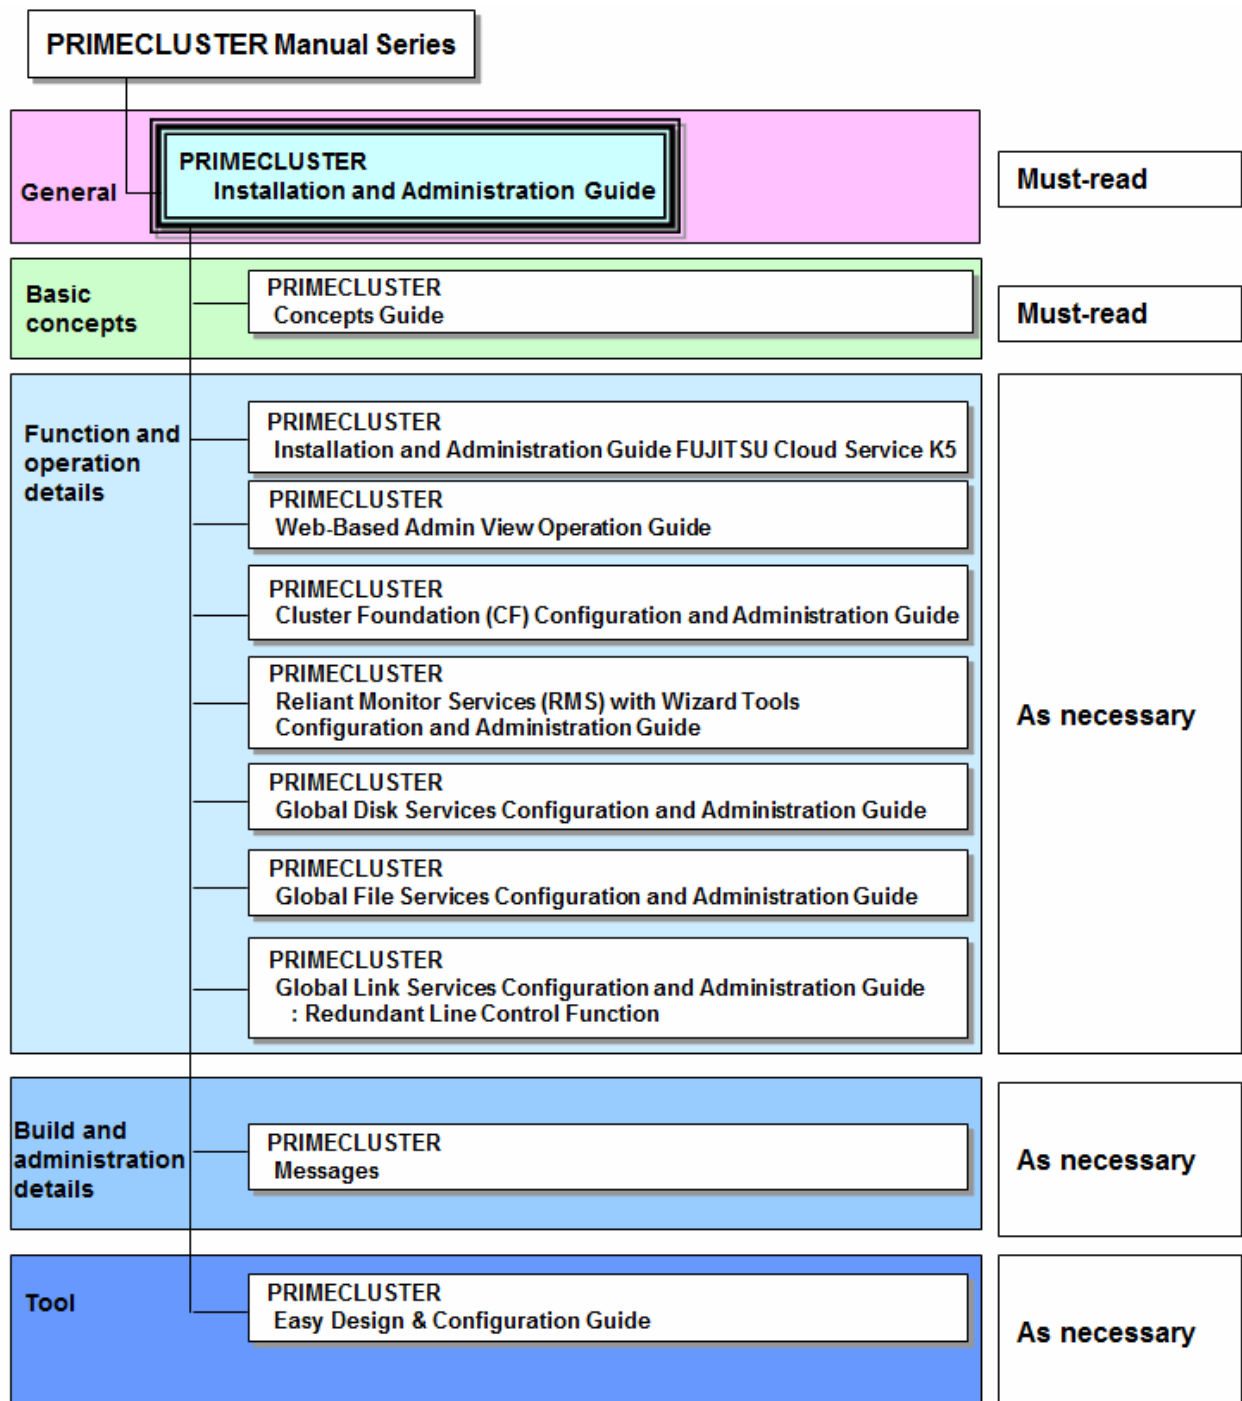 PRIMECLUSTER Manual Series
General
PRIMECLUSTER
Installation and Administration Guide
Must-read
Basic
concepts
PRIMECLUSTER
Concepts Guide
Must-read
Function and
operation
details
PRIMECLUSTER
Installation and Administration Guide FUJITSU Cloud Service K5
PRIMECLUSTER
Web-Based Admin View Operation Guide
PRIMECLUSTER
Cluster Foundation (CF) Configuration and Administration Guide
PRIMECLUSTER
Reliant Monitor Services (RMS) with Wizard Tools
Configuration and Administration Guide
PRIMECLUSTER
Global Disk Services Configuration and Administration Guide
PRIMECLUSTER
Global File Services Configuration and Administration Guide
PRIMECLUSTER
Global Link Services Configuration and Administration Guide
: Redundant Line Control Function
As necessary
Build and
administration
details
PRIMECLUSTER
Messages
As necessary
Tool
PRIMECLUSTER
Easy Design & Configuration Guide
As necessary